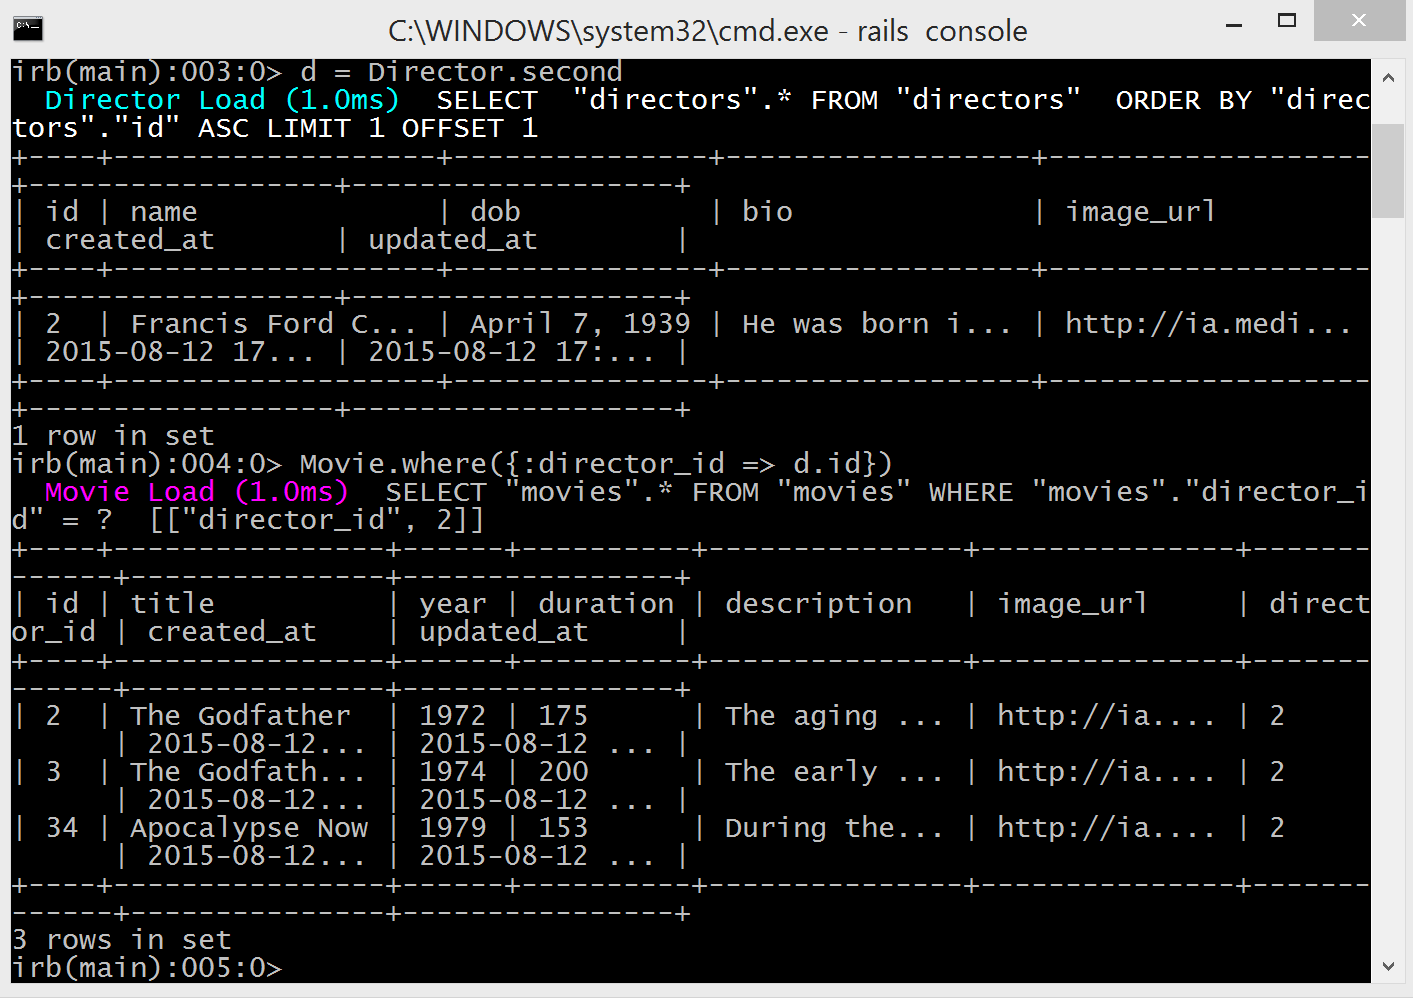 C:\WINDOWS\system32\cmd.exe - rails  console
irb(main):003:0> d = Director.second
  Director Load (1.0ms)  SELECT  "directors".* FROM "directors"  ORDER BY "direc
tors"."id" ASC LIMIT 1 OFFSET 1
+----+-------------------+---------------+------------------+-------------------
+------------------+-------------------+
| id | name              | dob           | bio              | image_url
| created_at       | updated_at        |
+----+-------------------+---------------+------------------+-------------------
+------------------+-------------------+
| 2  | Francis Ford C... | April 7, 1939 | He was born i... | http://ia.medi...
| 2015-08-12 17... | 2015-08-12 17:... |
+----+-------------------+---------------+------------------+-------------------
+------------------+-------------------+
1 row in set
irb(main):004:0> Movie.where({:director_id => d.id})
  Movie Load (1.0ms)  SELECT "movies".* FROM "movies" WHERE "movies"."director_i
d" = ?  [["director_id", 2]]
+----+----------------+------+----------+---------------+---------------+-------
------+---------------+----------------+
| id | title          | year | duration | description   | image_url     | direct
or_id | created_at    | updated_at     |
+----+----------------+------+----------+---------------+---------------+-------
------+---------------+----------------+
| 2  | The Godfather  | 1972 | 175      | The aging ... | http://ia.... | 2
      | 2015-08-12... | 2015-08-12 ... |
| 3  | The Godfath... | 1974 | 200      | The early ... | http://ia.... | 2
      | 2015-08-12... | 2015-08-12 ... |
| 34 | Apocalypse Now | 1979 | 153      | During the... | http://ia.... | 2
      | 2015-08-12... | 2015-08-12 ... |
+----+----------------+------+----------+---------------+---------------+-------
------+---------------+----------------+
3 rows in set
irb(main):005:0>